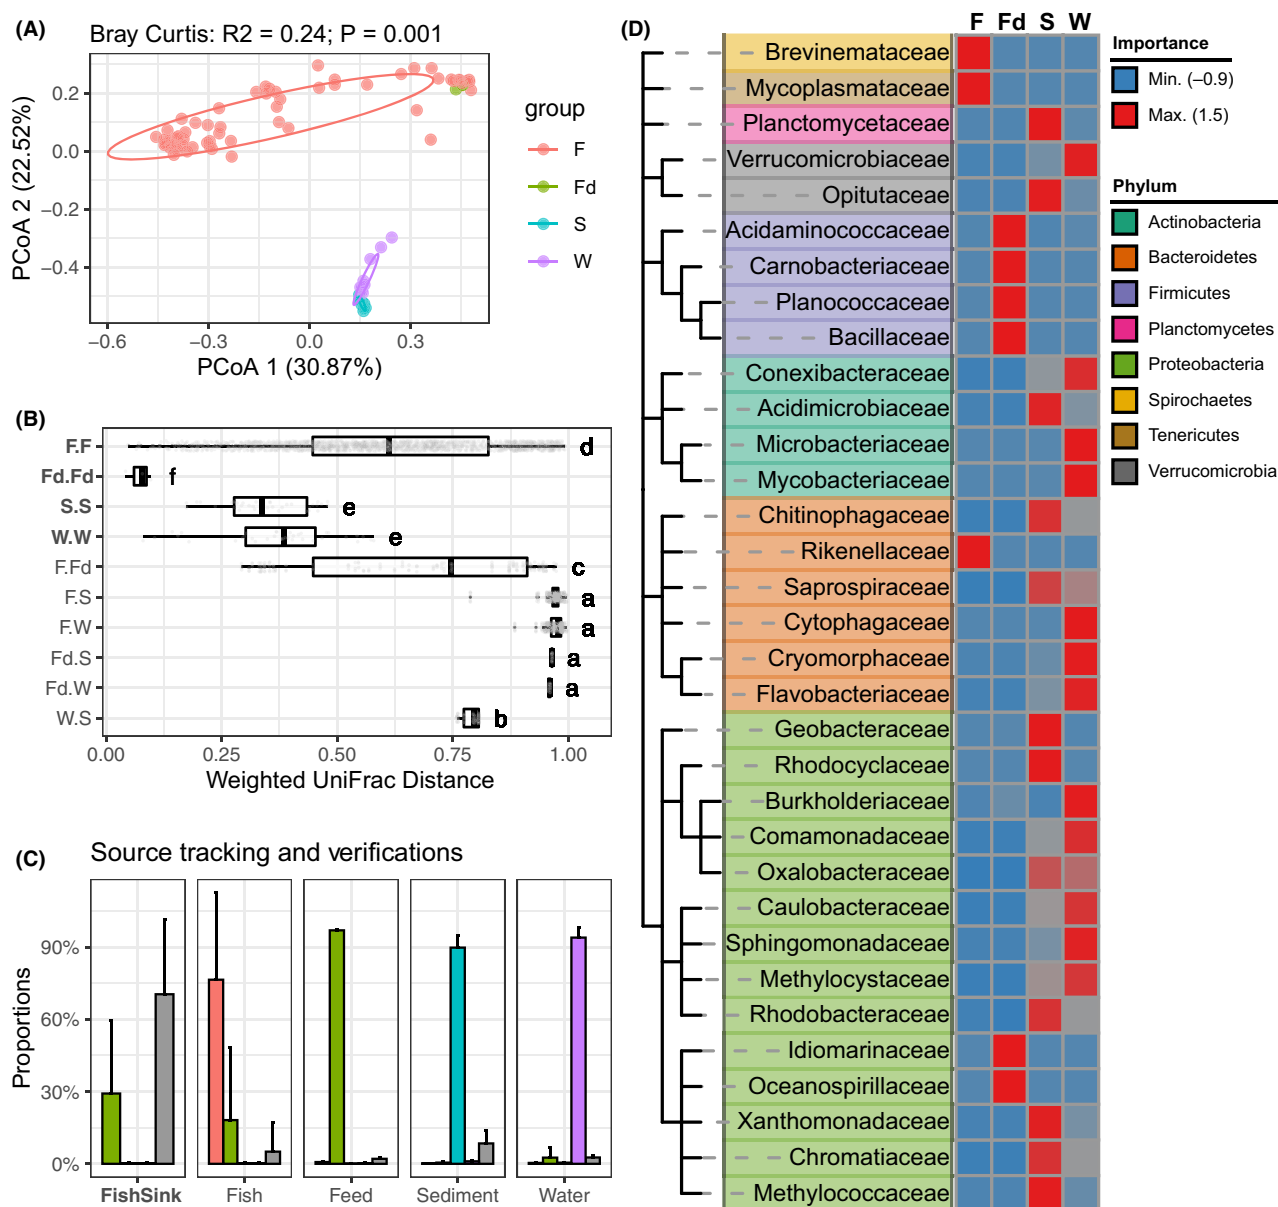 (A)
Bray Curtis: R2 = 0.24; P = 0.001
0.2
0.0
−0.2
−0.4
PCoA 2 (22.52%)
−0.6
−0.3
0.0
0.3
PCoA 1 (30.87%)
group
F
Fd
S
W
(B)
F.F
d
Fd.Fd
f
S.S
e
W.W
e
F.Fd
c
F.S
a
F.W
a
Fd.S
a
Fd.W
a
W.S
b
0.00
0.25
0.50
0.75
1.00
Weighted UniFrac Distance
(C)
Source tracking and verifications
Proportions
90%
60%
30%
0%
FishSink
Fish
Feed
Sediment
Water
(D)
F Fd S W
Brevinemataceae
Mycoplasmataceae
Planctomycetaceae
Verrucomicrobiaceae
Opitutaceae
Acidaminococcaceae
Carnobacteriaceae
Planococcaceae
Bacillaceae
Conexibacteraceae
Acidimicrobiaceae
Microbacteriaceae
Mycobacteriaceae
Chitinophagaceae
Rikenellaceae
Saprospiraceae
Cytophagaceae
Cryomorphaceae
Flavobacteriaceae
Geobacteraceae
Rhodocyclaceae
Burkholderiaceae
Comamonadaceae
Oxalobacteraceae
Caulobacteraceae
Sphingomonadaceae
Methylocystaceae
Rhodobacteraceae
Idiomarinaceae
Oceanospirillaceae
Xanthomonadaceae
Chromatiaceae
Methylococcaceae
Importance
Min. (−0.9)
Max. (1.5)
Phylum
Actinobacteria
Bacteroidetes
Firmicutes
Planctomycetes
Proteobacteria
Spirochaetes
Tenericutes
Verrucomicrobia